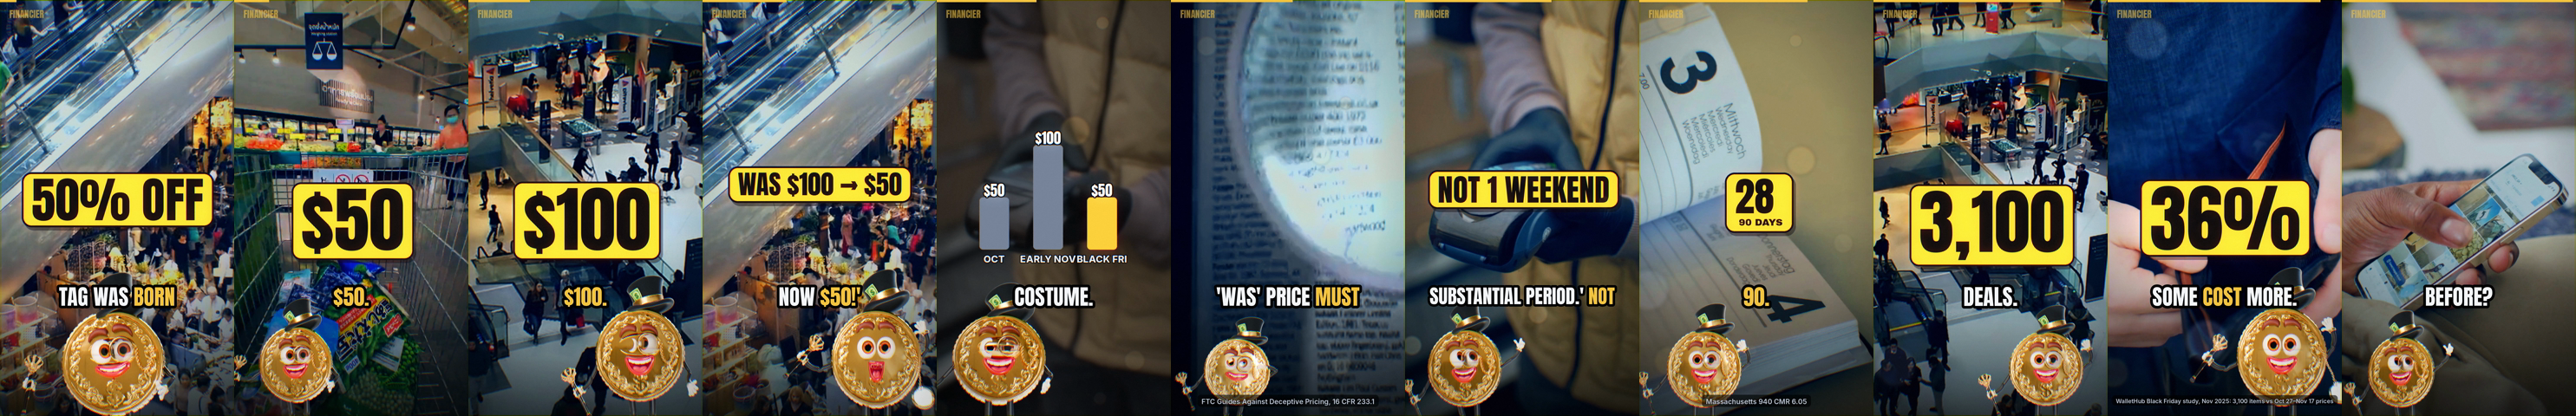 FINANCIER
50% OFF
TAG WAS BORN
FINANCIER
$50
$50.
FINANCIER
$100
$100.
FINANCIER
WAS $100 → $50
NOW $50!'
FINANCIER
$100
$50
$50
OCT
EARLY NOV
BLACK FRI
COSTUME.
FINANCIER
'WAS' PRICE MUST
FTC Guides Against Deceptive Pricing, 16 CFR 233.1
FINANCIER
NOT 1 WEEKEND
SUBSTANTIAL PERIOD.' NOT
FINANCIER
3
Mittwoch
Wednesday
28
90 DAYS
4
90.
Massachusetts 940 CMR 6.05
FINANCIER
3,100
DEALS.
FINANCIER
36%
SOME COST MORE.
WalletHub Black Friday study, Nov 2025: 3,100 items vs Oct 27-Nov 17 prices
FINANCIER
BEFORE?